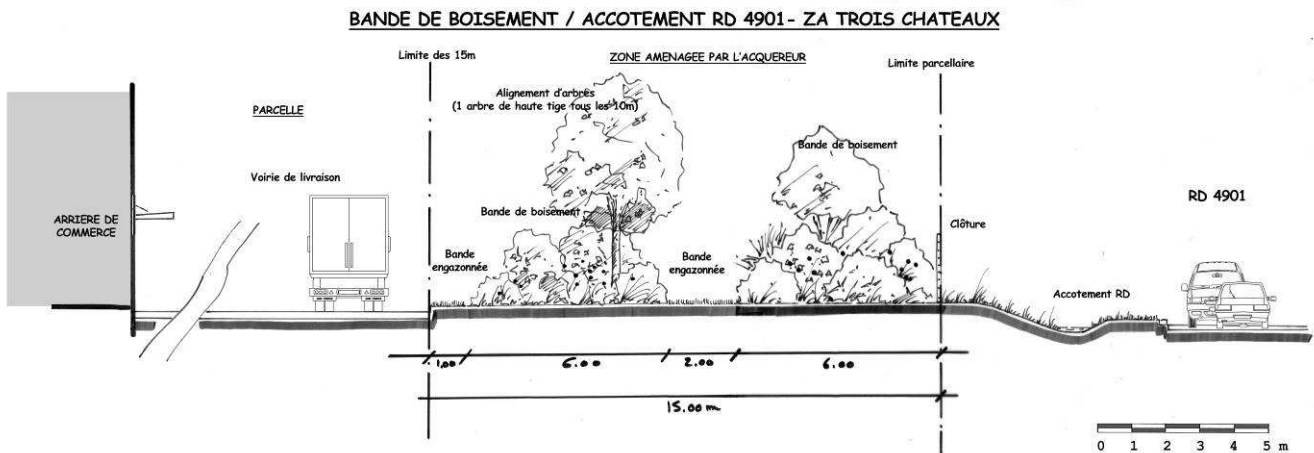 BANDE DE BOISEMENT / ACCOTEMENT RD 4901- ZA TROIS CHATEAUX
Limite des 15m
ZONE AMENAGEE PAR L'ACQUEREUR
Limite parcellaire
PARCELLE
Alignement d'arbres
(1 arbre de haute tige tous les 10m)
Bande de boisement
Voirie de livraison
RD 4901
ARRIERE DE
COMMERCE
Bande de boisement
Clôture
Bande
engazonnée
Bande
engazonnée
Accotement RD
1,00
6.00
2.00
6.00
15.00 m
0 1 2 3 4 5 m